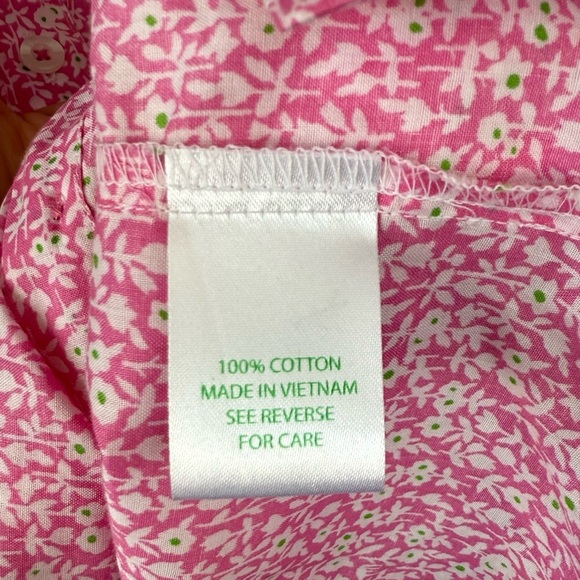 100% COTTON
MADE IN VIETNAM
SEE REVERSE
FOR CARE